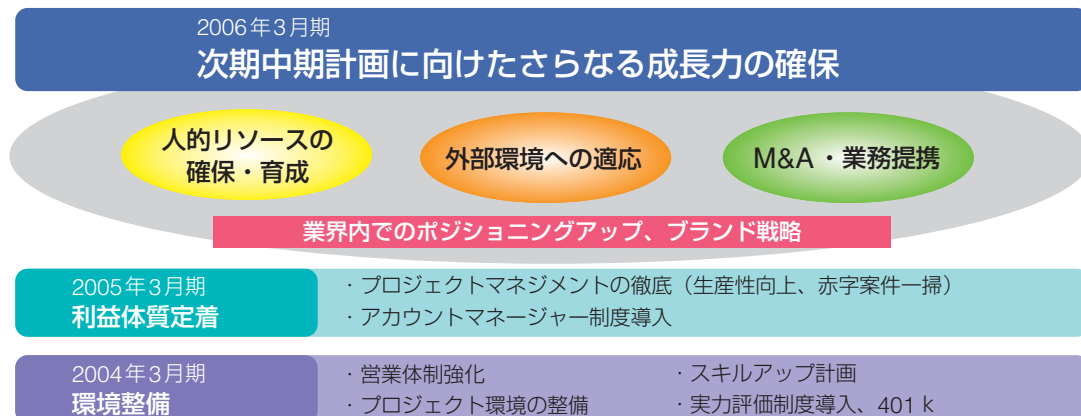 2006年3月期
次期中期計画に向けたさらなる成長力の確保
人的リソースの
確保・育成
外部環境への適応
M&A・業務提携
業界内でのポジショニングアップ、ブランド戦略
2005年3月期
利益体質定着
・プロジェクトマネジメントの徹底（生産性向上、赤字案件一掃）
・アカウントマネージャー制度導入
2004年3月期
環境整備
・営業体制強化
・プロジェクト環境の整備
・スキルアップ計画
・実力評価制度導入、401 k